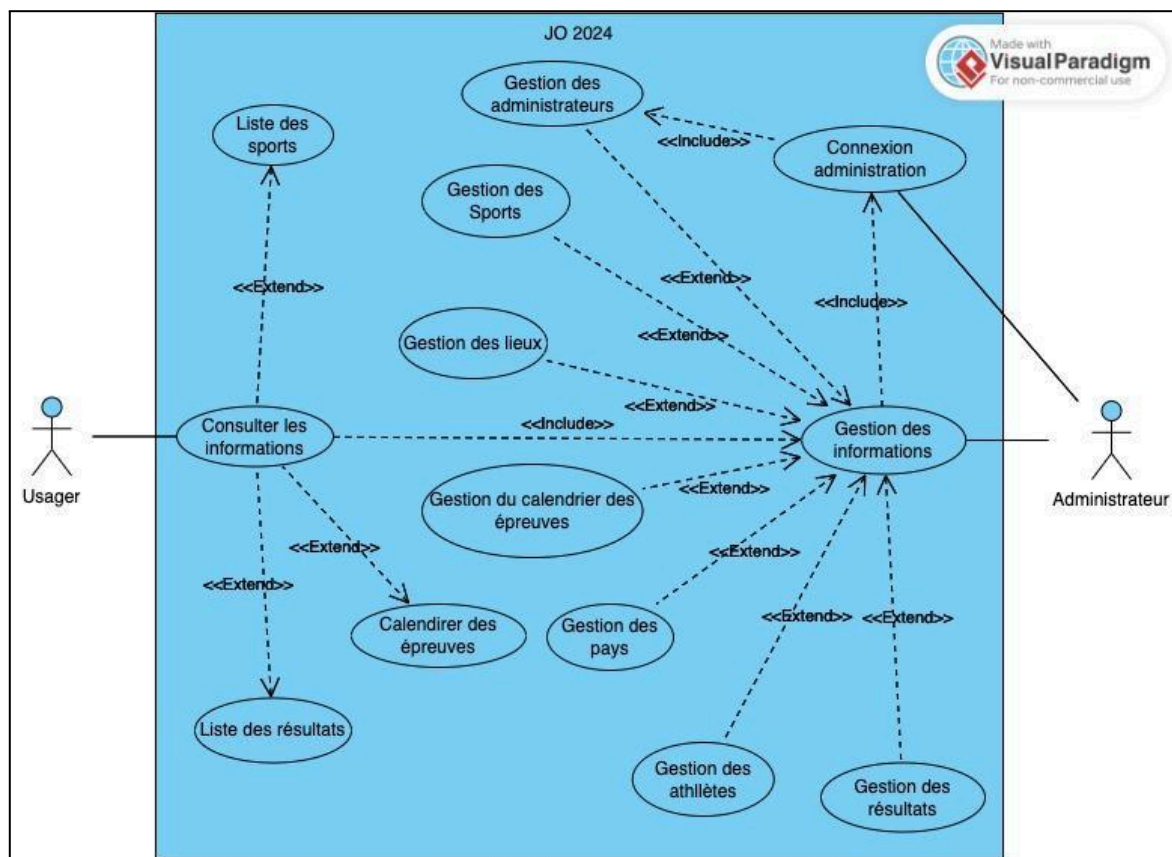 JO 2024
Made with
Visual Paradigm
For non-commercial use
Gestion des
administrateurs
Liste des
sports
<<Include>>
Connexion
administration
Gestion des
Sports
<<Extend>>
<<Extend>>
<<Include>>
<<Extend>>
Gestion des lieux
<<Extend>>
Consulter les
informations
<<Include>>
Gestion des
informations
Usager
Administrateur
Gestion du calendrier des
épreuves
<<Extend>>
<<Extend>>
<<Extend>>
<<Extend>>
<<Extend>>
<<Extend>>
Calendirer des
épreuves
Gestion des
pays
Liste des résultats
Gestion des
athllètes
Gestion des
résultats